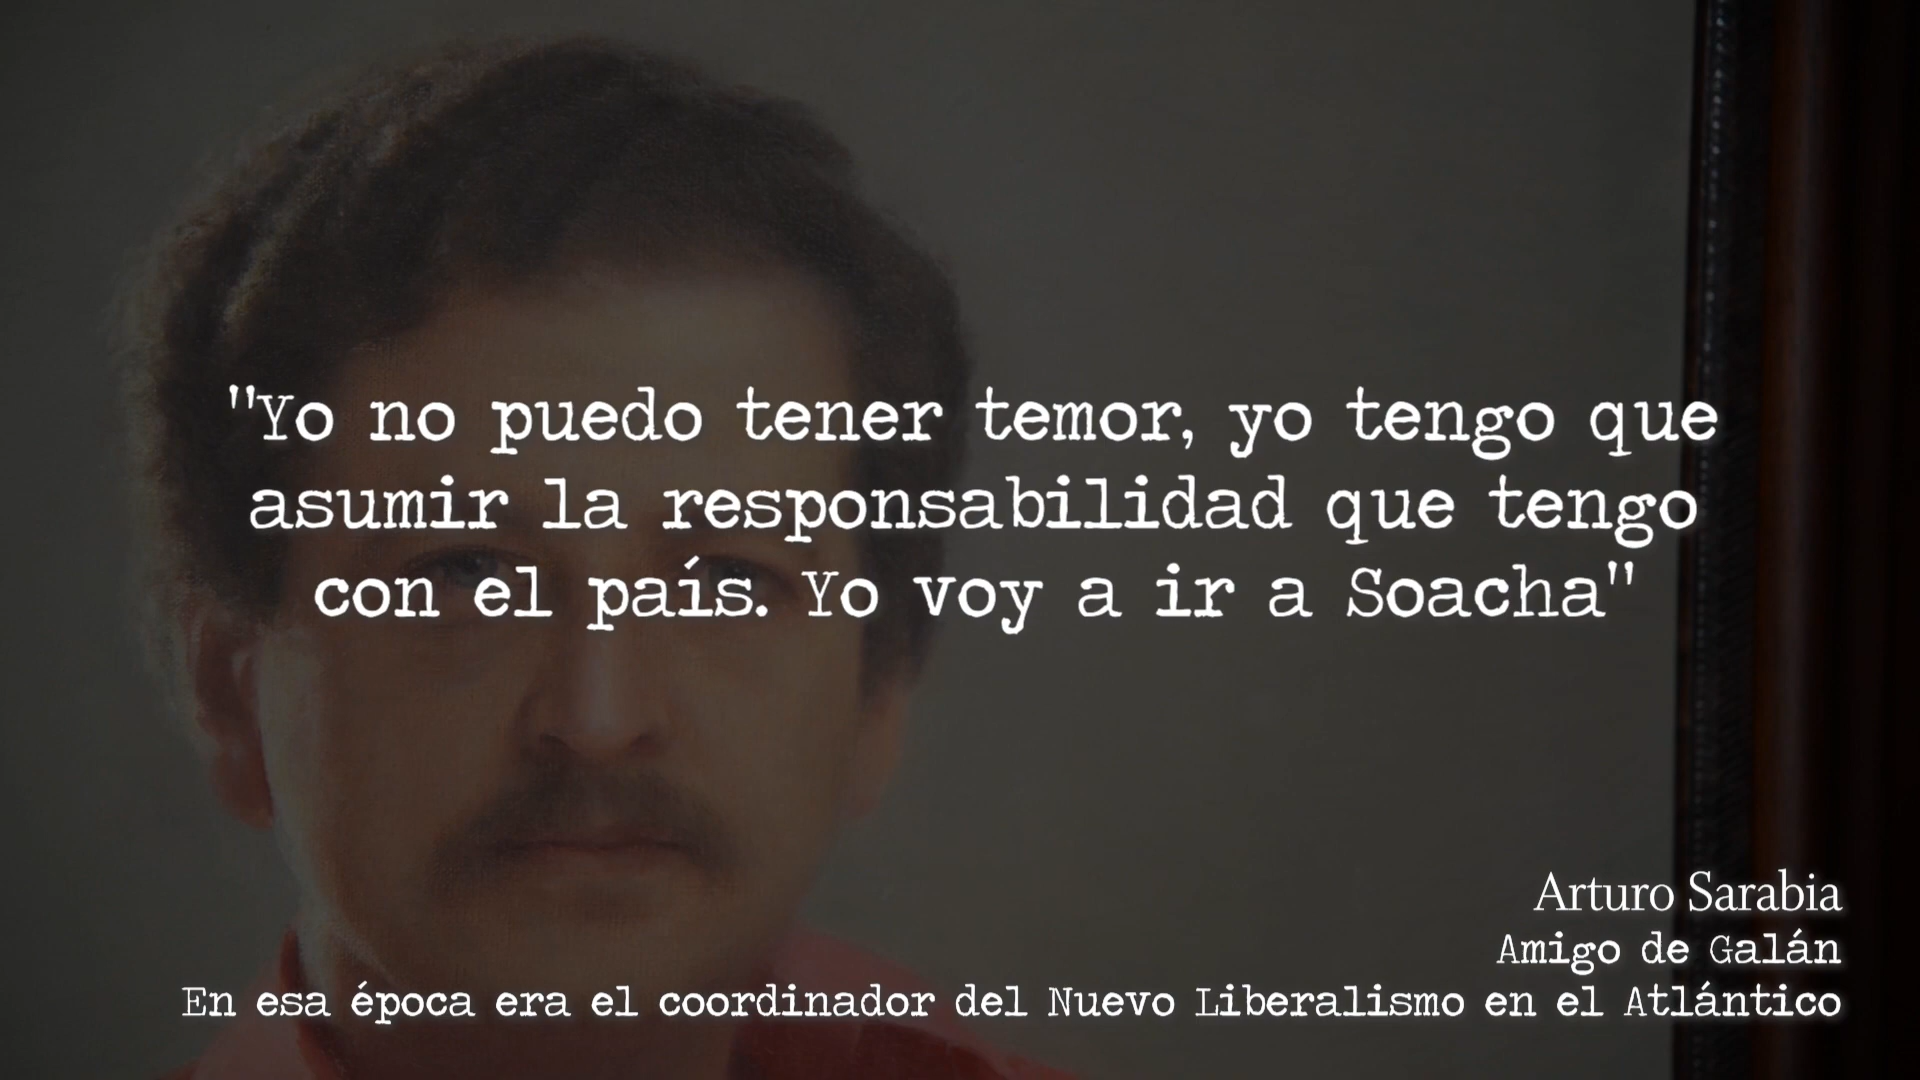 "Yo no puedo tener temor, yo tengo que
asumir la responsabilidad que tengo
con el país. Yo voy a ir a Soacha"
Arturo Sarabia
Amigo de Galán
En esa época era el coordinador del Nuevo Liberalismo en el Atlántico